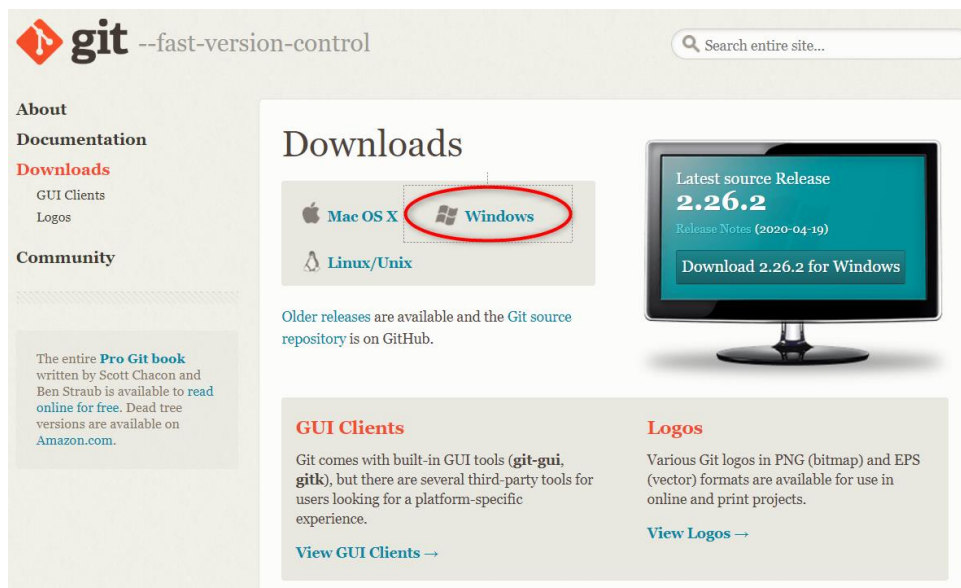 git --fast-version-control
Search entire site...
About
Documentation
Downloads
GUI Clients
Logos
Community
The entire Pro Git book
written by Scott Chacon and
Ben Straub is available to read
online for free. Dead tree
versions are available on
Amazon.com.
Downloads
Mac OS X
Windows
Linux/Unix
Older releases are available and the Git source
repository is on GitHub.
Latest source Release
2.26.2
Release Notes (2020-04-19)
Download 2.26.2 for Windows
GUI Clients
Git comes with built-in GUI tools (git-gui,
gitk), but there are several third-party tools for
users looking for a platform-specific
experience.
View GUI Clients →
Logos
Various Git logos in PNG (bitmap) and EPS
(vector) formats are available for use in
online and print projects.
View Logos →